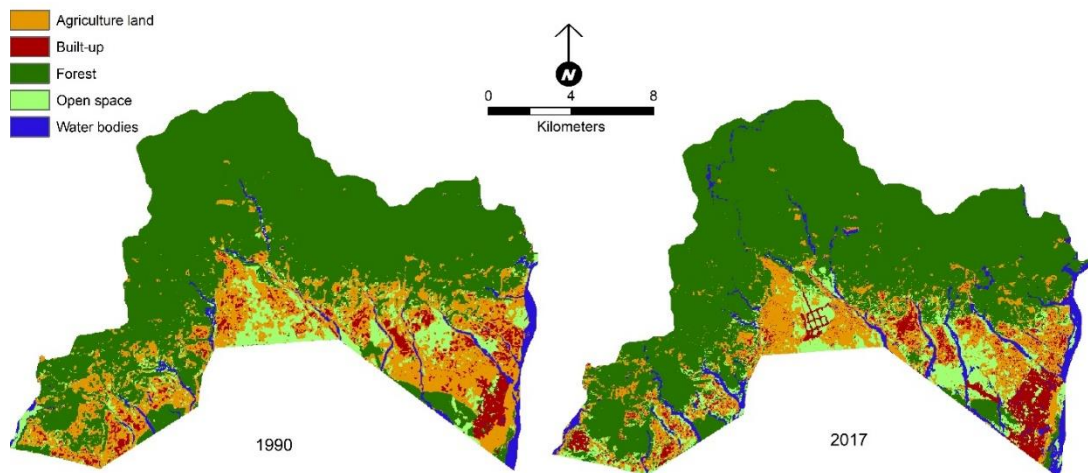 Agriculture land
Built-up
Forest
Open space
Water bodies
N
0 4 8
Kilometers
1990
2017